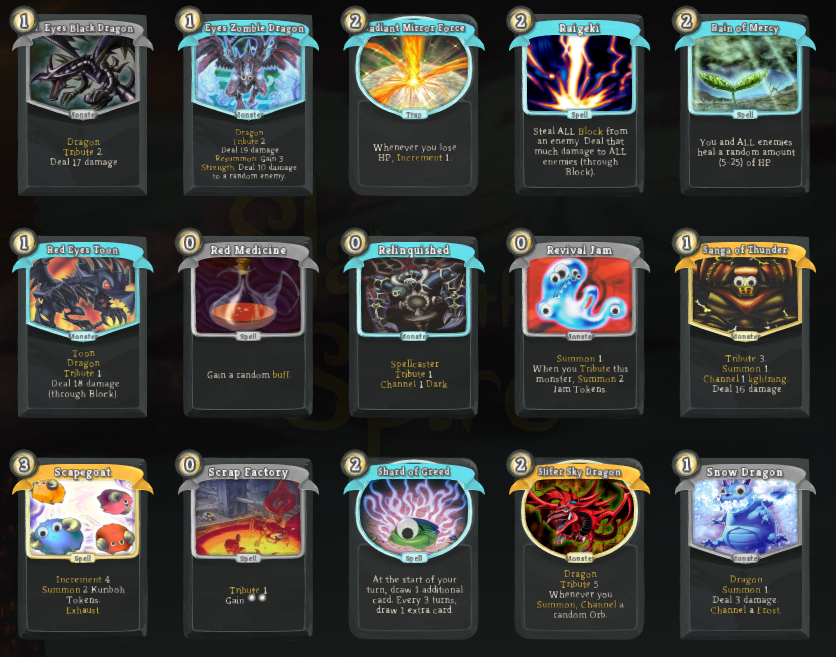 1
Eyes Black Dragon
Monster
Dragon
Tribute 2
Deal 17 damage
1
Eyes Zombie Dragon
Monster
Dragon
Tribute 2
Deal 19 damage
Resummon: Gain 3
Strength. Deal 10 damage
to a random enemy.
2
Radiant Mirror Force
Trap
Whenever you lose
HP, Increment 1.
2
Raigeki
Spell
Steal ALL Block from
an enemy. Deal that
much damage to ALL
enemies (through
Block).
2
Rain of Mercy
Spell
You and ALL enemies
heal a random amount
(5-25) of HP
1
Red Eyes Toon
Monster
Toon
Dragon
Tribute 1
Deal 18 damage
(through Block).
0
Red Medicine
Spell
Gain a random buff.
0
Relinquished
Monster
Spellcaster
Tribute 1
Channel 1 Dark.
0
Revival Jam
Monster
Summon 1.
When you Tribute this
monster, Summon 2
Jam Tokens.
1
Sanga of Thunder
Monster
Tribute 3.
Summon 1.
Channel 1 lightning.
Deal 16 damage
3
Scapegoat
Spell
Increment 4
Summon 2 Kuriboh
Tokens.
Exhaust.
0
Scrap Factory
Spell
Tribute 1
Gain
2
Shard of Greed
Spell
At the start of your
turn, draw 1 additional
card. Every 3 turns,
draw 1 extra card.
2
Slifer Sky Dragon
Monster
Dragon
Tribute 5
Whenever you
Summon, Channel a
random Orb.
1
Snow Dragon
Monster
Dragon
Summon 1.
Deal 3 damage.
Channel a Frost.